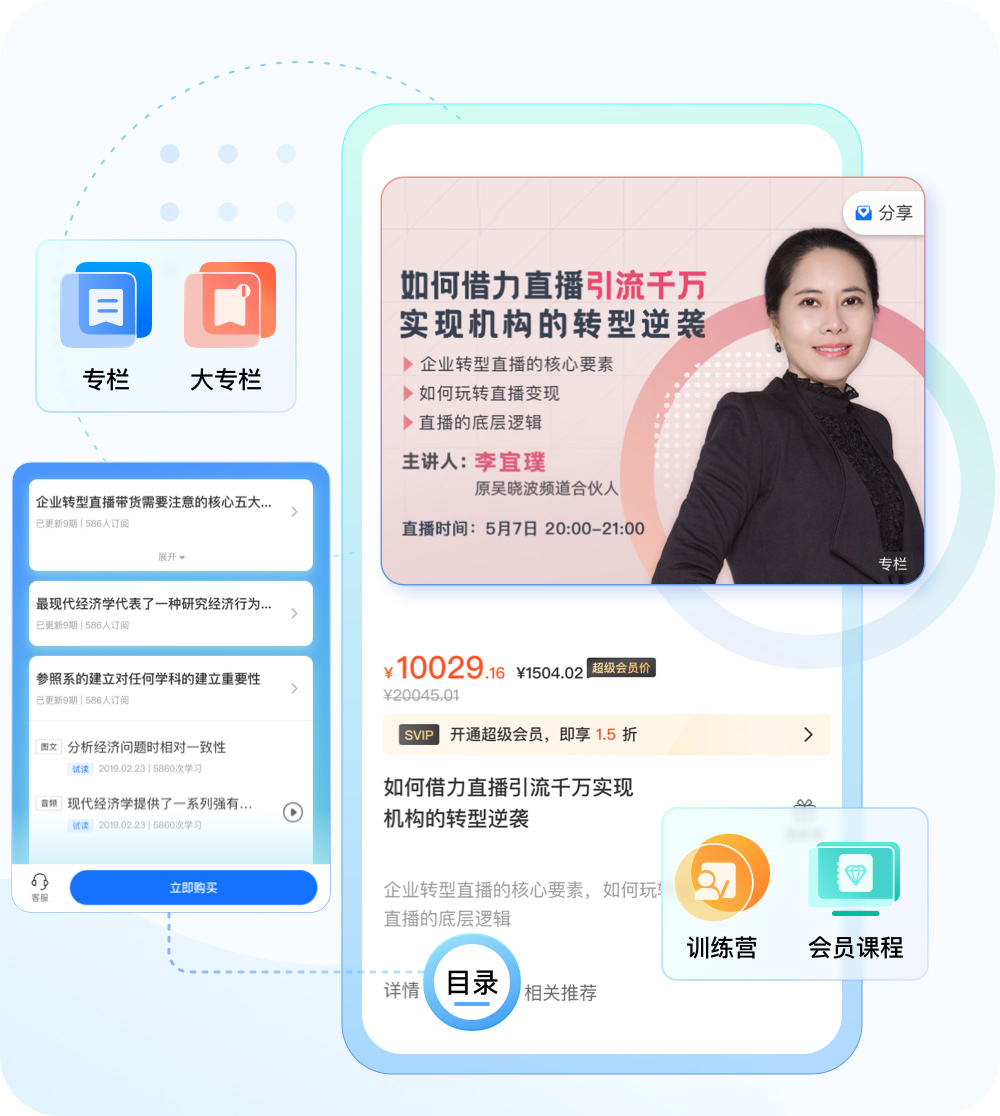 分享
如何借力直播引流千万
实现机构的转型逆袭
企业转型直播的核心要素
如何玩转直播变现
直播的底层逻辑
主讲人：李宜璞
原吴晓波频道合伙人
直播时间：5月7日 20:00-21:00
专栏
专栏
大专栏
企业转型直播带货需要注意的核心五大...
已更新9期 | 586人订阅
展开
最现代经济学代表了一种研究经济行为...
已更新9期 | 586人订阅
参照系的建立对任何学科的建立重要性
已更新9期 | 586人订阅
图文 分析经济问题时相对一致性
试读 2019.02.23 | 5860次学习
音频 现代经济学提供了一系列强有...
试读 2019.02.23 | 5860次学习
客服
立即购买
¥10029.16 ¥1504.02 超级会员价
¥20045.01
SVIP 开通超级会员，即享 1.5 折
如何借力直播引流千万实现
机构的转型逆袭
企业转型直播的核心要素，如何玩
直播的底层逻辑
训练营
会员课程
详情
目录
相关推荐